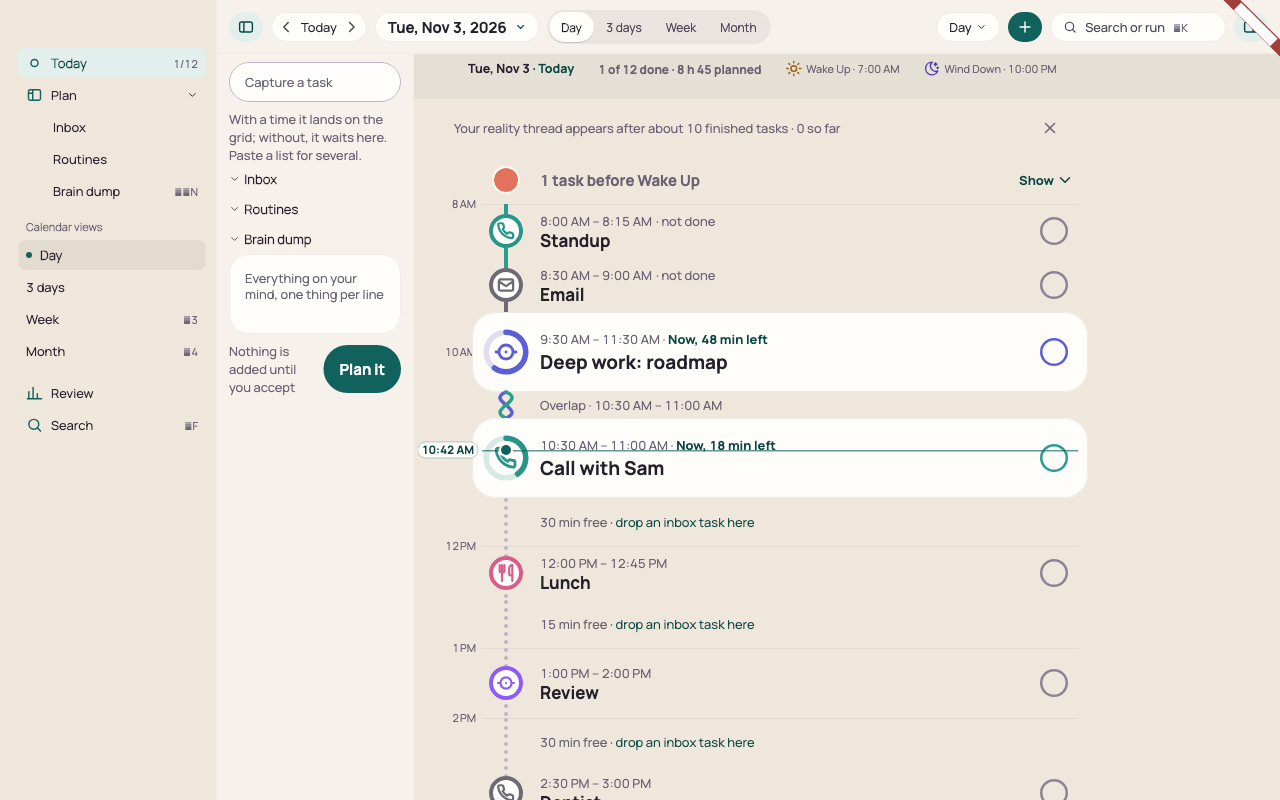 Today
Tue, Nov 3, 2026
Day
3 days
Week
Month
Day
Search or run
K
Today
1/12
Plan
Inbox
Routines
Brain dump
N
Calendar views
Day
3 days
Week
3
Month
4
Review
Search
F
Capture a task
With a time it lands on the
grid; without, it waits here.
Paste a list for several.
Inbox
Routines
Brain dump
Everything on your
mind, one thing per line
Nothing is
added until
you accept
Plan it
Tue, Nov 3 · Today
1 of 12 done · 8 h 45 planned
Wake Up · 7:00 AM
Wind Down · 10:00 PM
Your reality thread appears after about 10 finished tasks · 0 so far
1 task before Wake Up
Show
8 AM
8:00 AM – 8:15 AM · not done
Standup
8:30 AM – 9:00 AM · not done
Email
9:30 AM – 11:30 AM · Now, 48 min left
10 AM
Deep work: roadmap
Overlap · 10:30 AM – 11:00 AM
10:30 AM – 11:00 AM · Now, 18 min left
10:42 AM
Call with Sam
30 min free · drop an inbox task here
12 PM
12:00 PM – 12:45 PM
Lunch
15 min free · drop an inbox task here
1 PM
1:00 PM – 2:00 PM
Review
2 PM
30 min free · drop an inbox task here
2:30 PM – 3:00 PM
Dentist